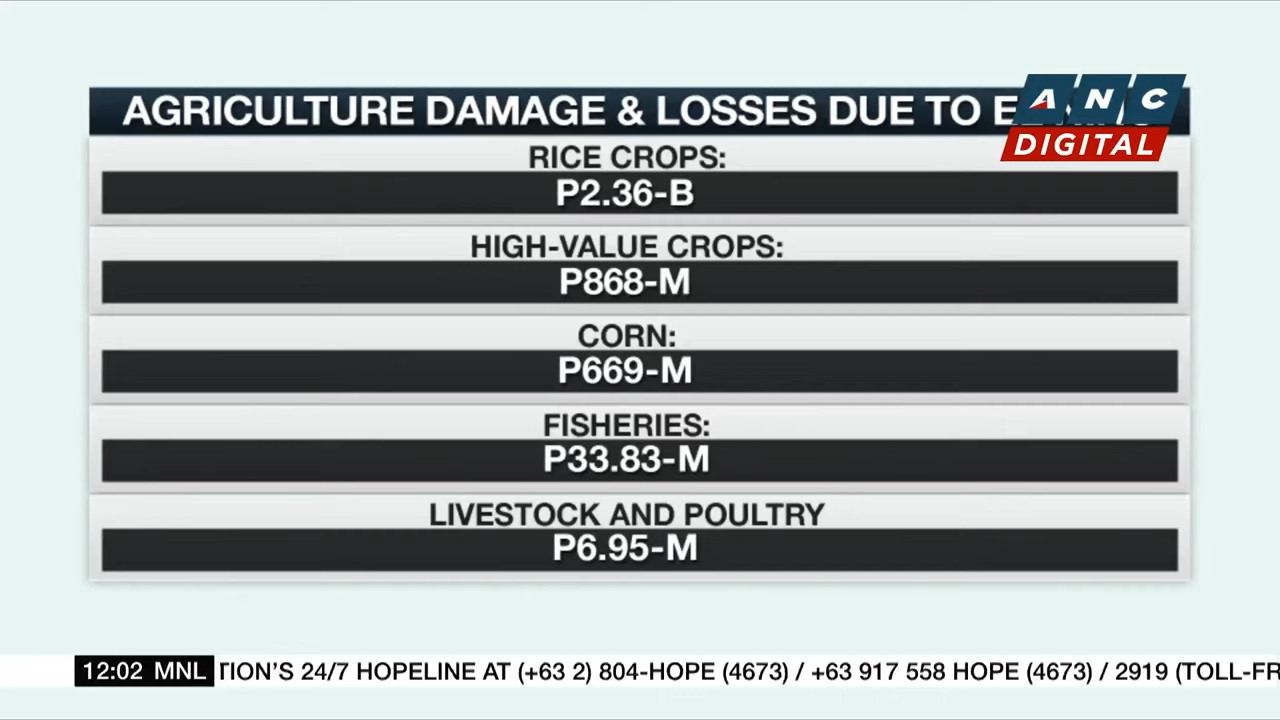 AGRICULTURE DAMAGE & LOSSES DUE TO
ANC
DIGITAL
RICE CROPS:
P2.36-B
HIGH-VALUE CROPS:
P868-M
CORN:
P669-M
FISHERIES:
P33.83-M
LIVESTOCK AND POULTRY
P6.95-M
12:02 MNL TION'S 24/7 HOPELINE AT (+63 2) 804-HOPE (4673) / +63 917 558 HOPE (4673) / 2919 (TOLL-FR